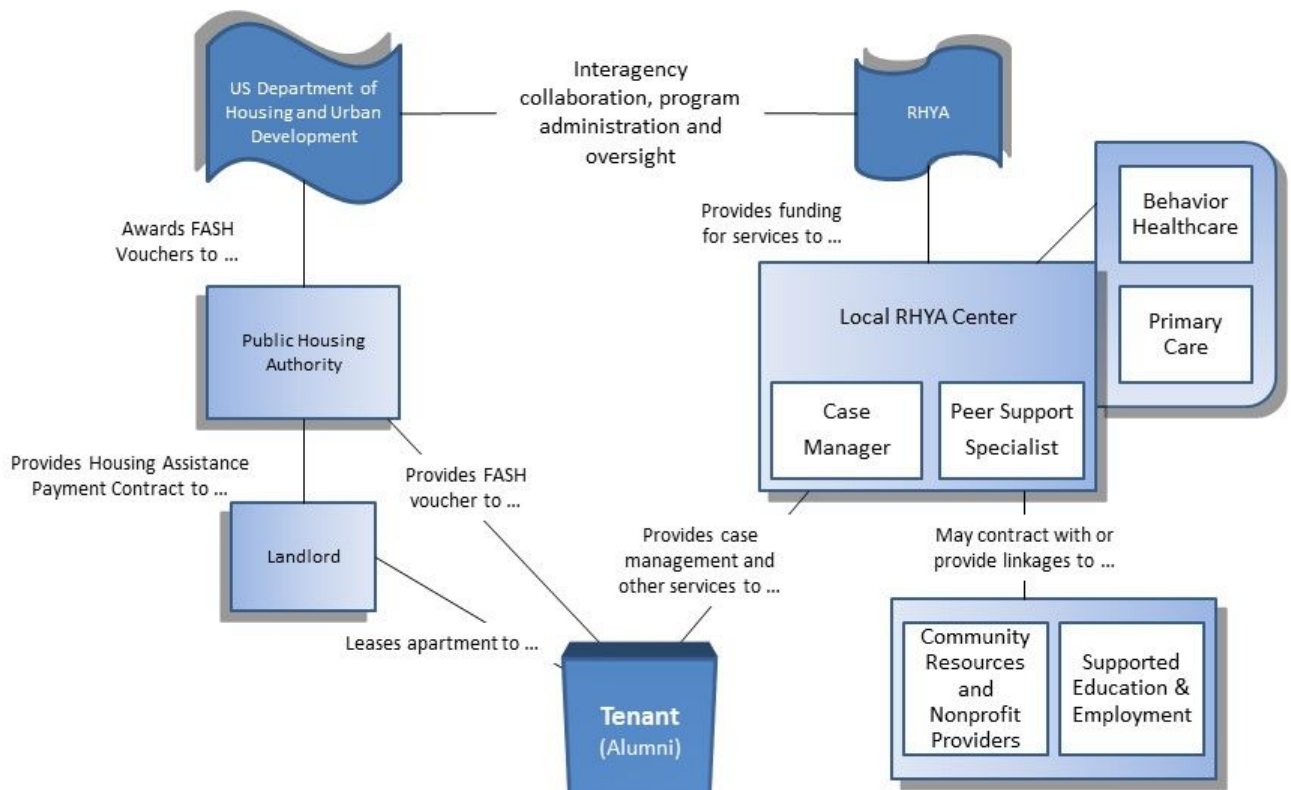 US Department of
Housing and Urban
Development
Interagency
collaboration, program
administration and
oversight
RHYA
Awards FASH
Vouchers to ...
Provides funding
for services to ...
Behavior
Healthcare
Primary
Care
Public Housing
Authority
Local RHYA Center
Case
Manager
Peer Support
Specialist
Provides Housing Assistance
Payment Contract to ...
Provides FASH
voucher to ...
Landlord
Provides case
management and
other services to ...
May contract with or
provide linkages to ...
Leases apartment to ...
Tenant
(Alumni)
Community
Resources
and
Nonprofit
Providers
Supported
Education &
Employment